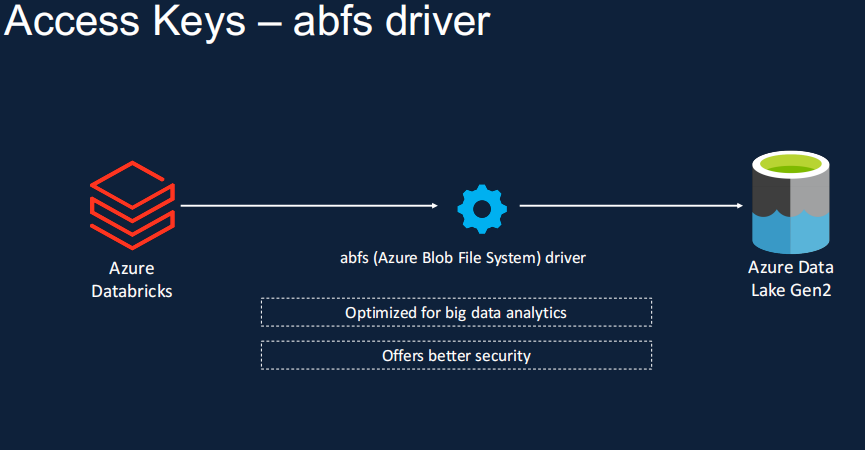 Access Keys – abfs driver
abfs (Azure Blob File System) driver
Azure
Databricks
Azure Data
Lake Gen2
Optimized for big data analytics
Offers better security